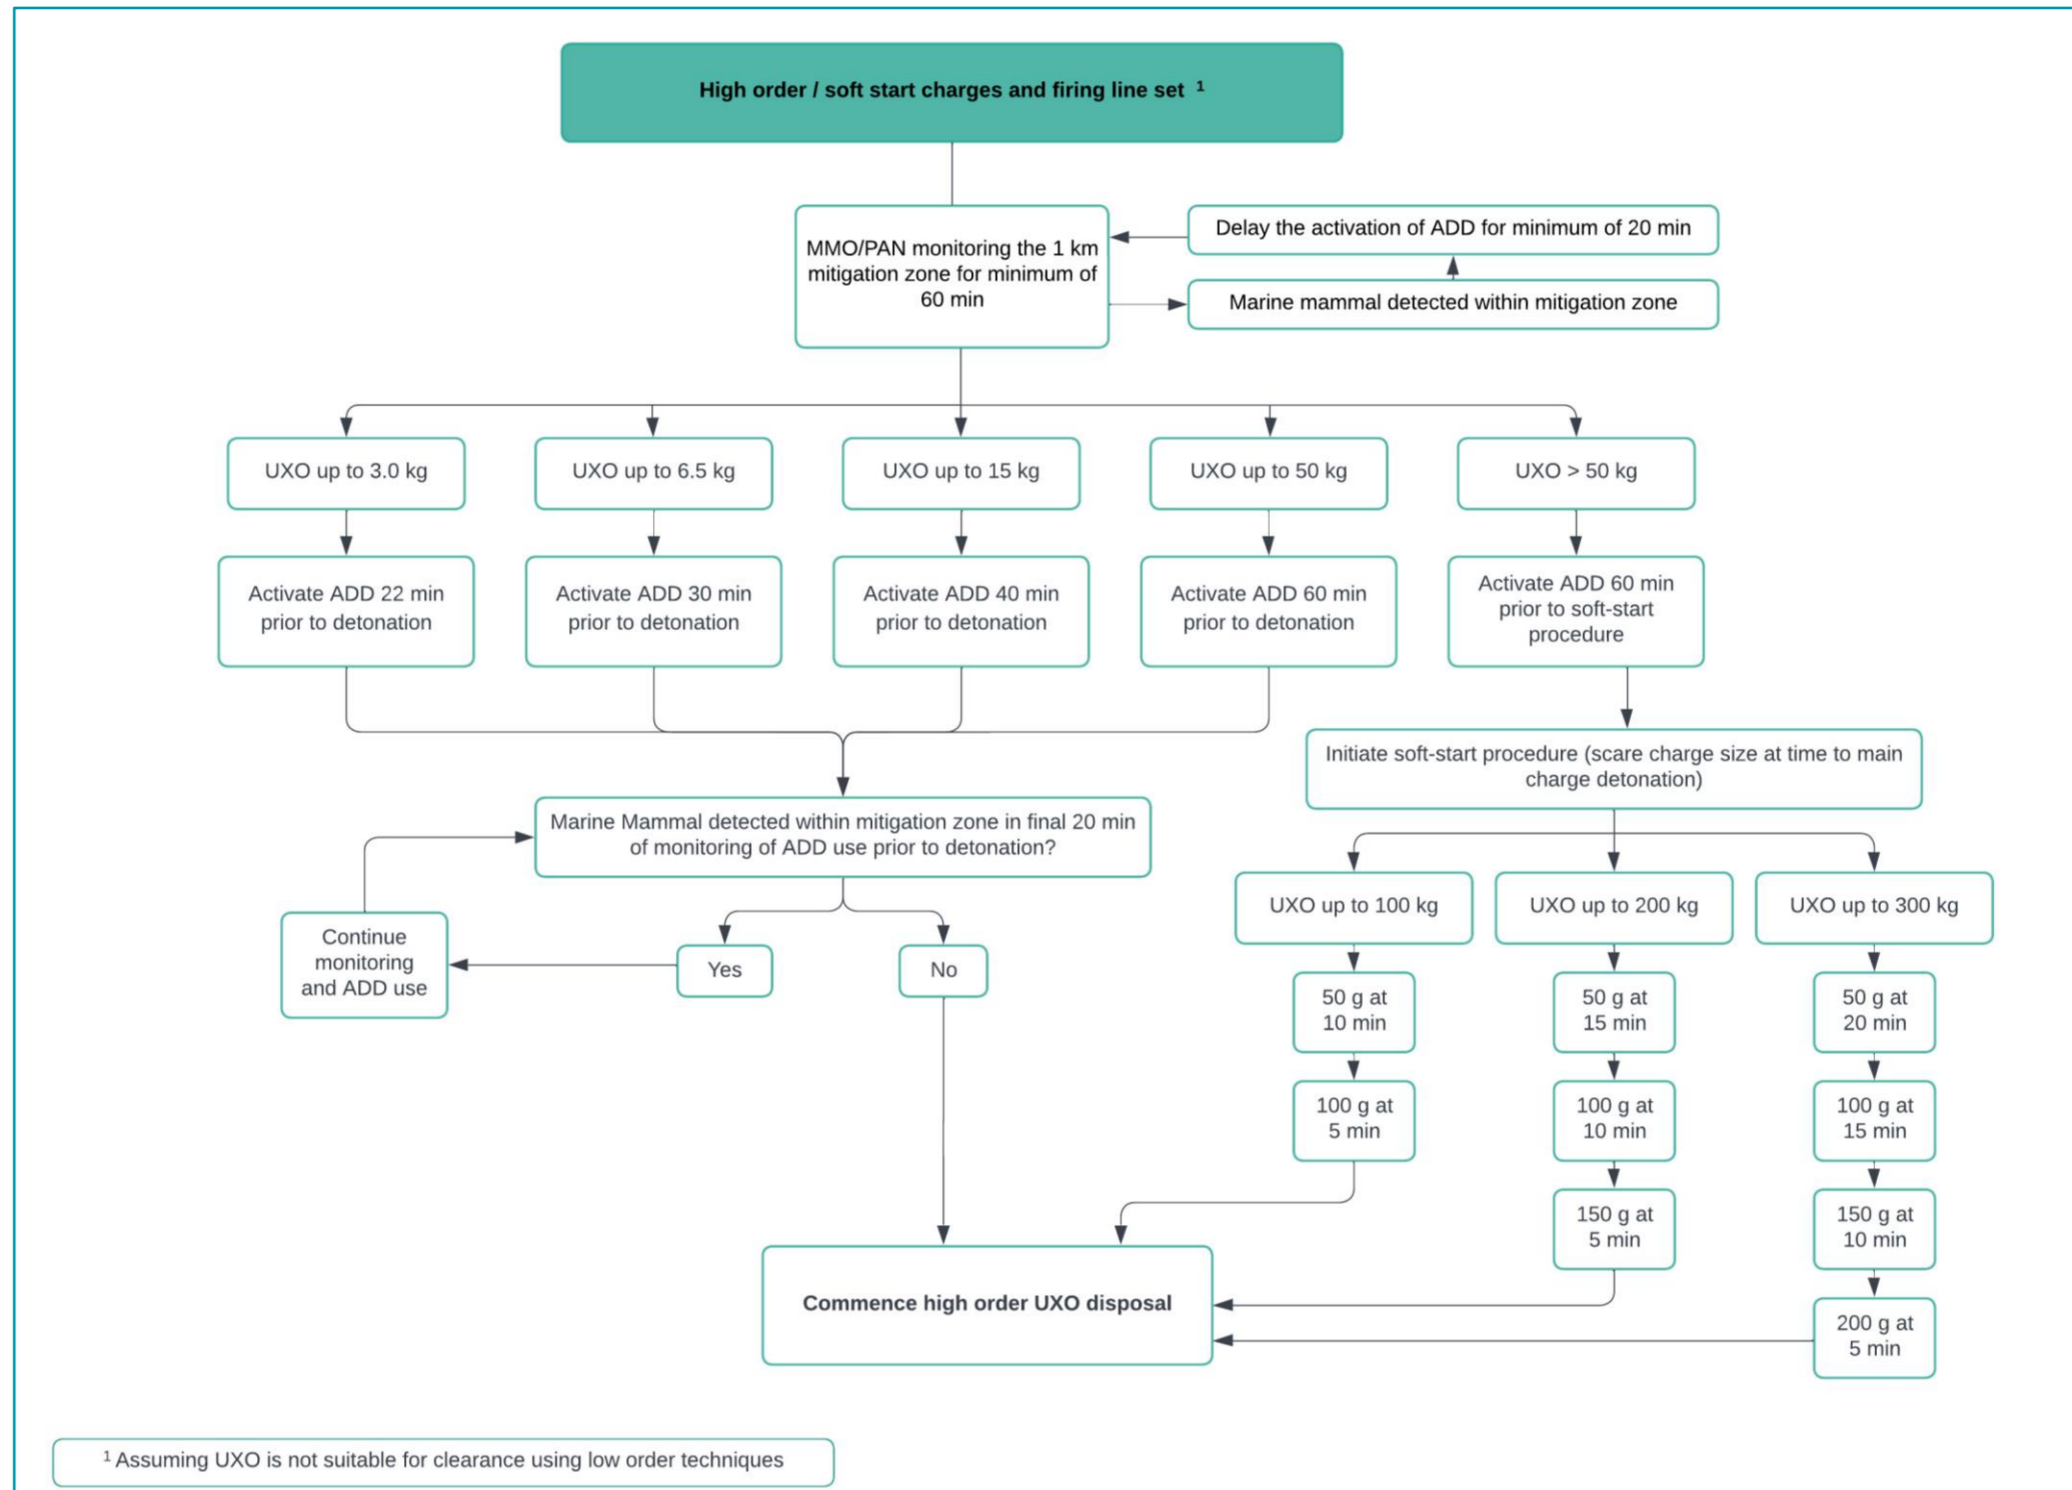 High order / soft start charges and firing line set 1
MMO/PAN monitoring the 1 km
mitigation zone for minimum of
60 min
Delay the activation of ADD for minimum of 20 min
Marine mammal detected within mitigation zone
UXO up to 3.0 kg
UXO up to 6.5 kg
UXO up to 15 kg
UXO up to 50 kg
UXO > 50 kg
Activate ADD 22 min
prior to detonation
Activate ADD 30 min
prior to detonation
Activate ADD 40 min
prior to detonation
Activate ADD 60 min
prior to detonation
Activate ADD 60 min
prior to soft-start
procedure
Initiate soft-start procedure (scare charge size at time to main
charge detonation)
Marine Mammal detected within mitigation zone in final 20 min
of monitoring of ADD use prior to detonation?
Continue
monitoring
and ADD use
Yes
No
UXO up to 100 kg
UXO up to 200 kg
UXO up to 300 kg
50 g at
10 min
50 g at
15 min
50 g at
20 min
100 g at
5 min
100 g at
10 min
100 g at
15 min
150 g at
5 min
150 g at
10 min
200 g at
5 min
Commence high order UXO disposal
1 Assuming UXO is not suitable for clearance using low order techniques